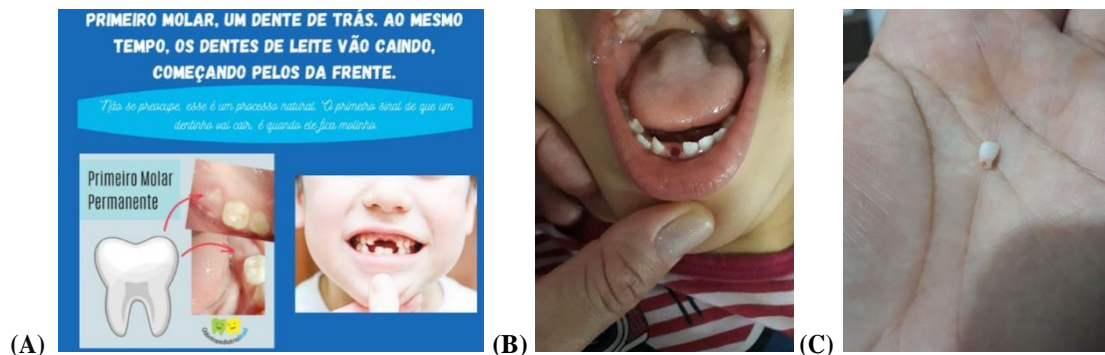 PRIMEIRO MOLAR, UM DENTE DE TRÁS. AO MESMO
TEMPO, OS DENTES DE LEITE VÃO CAINDO,
COMEÇANDO PELOS DA FRENTE.
"Não se preocupe, esse é um processo natural. O primeiro sinal de que um
dentinho vai cair, é quando ele fica molinho.
Primeiro Molar
Permanente
(A)
(B)
(C)